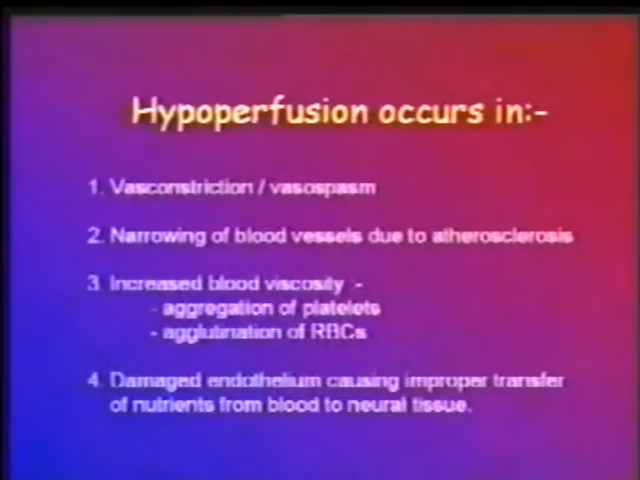 Hypoperfusion occurs in:-
1. Vasconstriction / vasospasm
2. Narrowing of blood vessels due to atherosclerosis
3. Increased blood viscosity -
- aggregation of platelets
- agglutination of RBCs
4. Damaged endothelium causing improper transfer
of nutrients from blood to neural tissue.